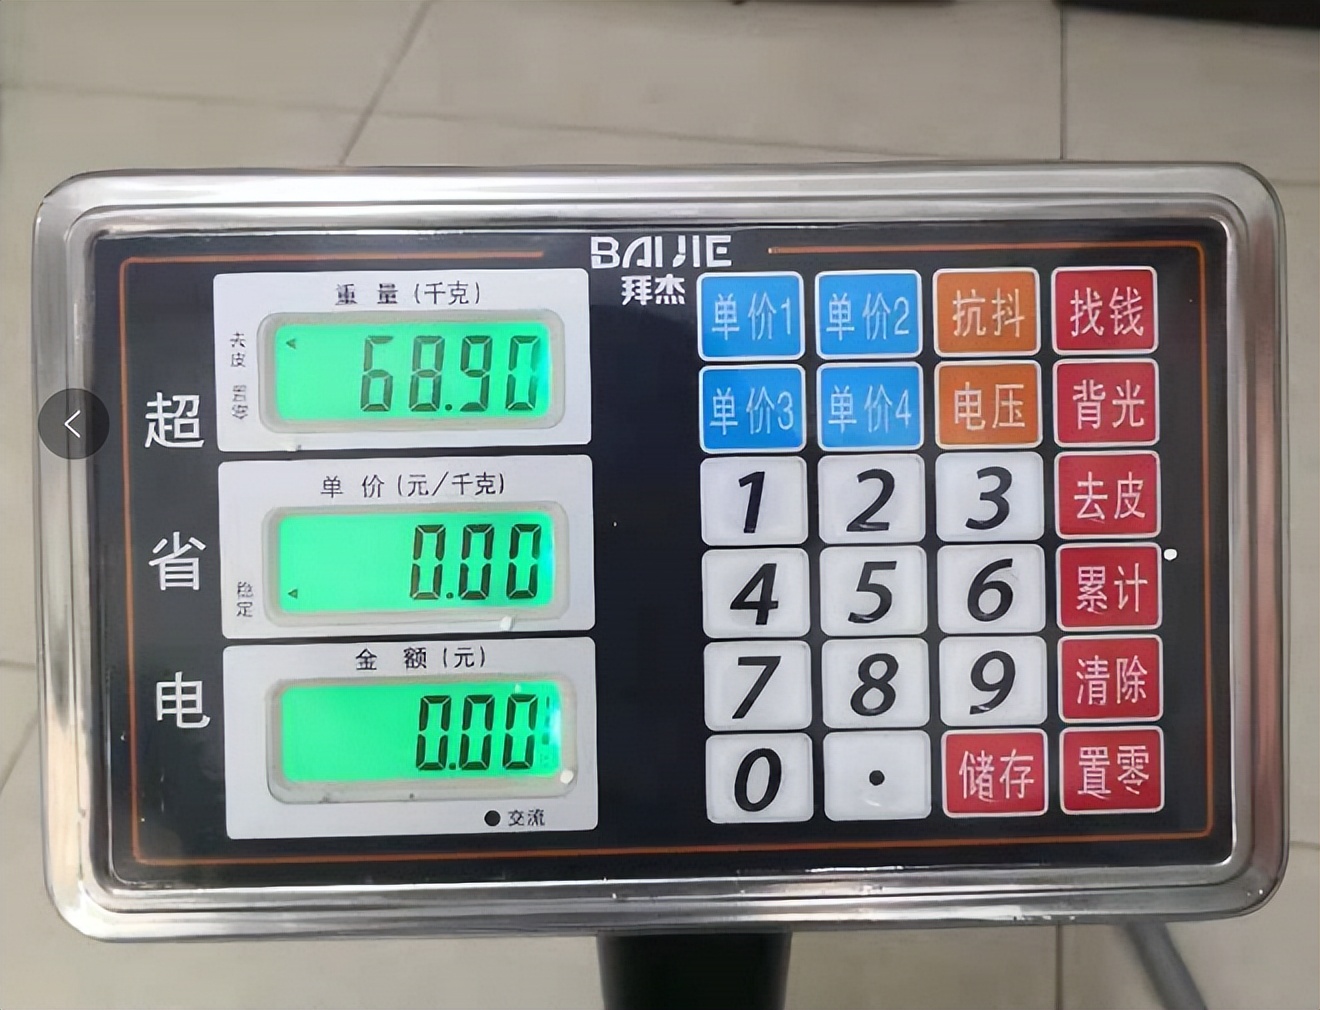 BAIJIE
拜杰
超省电
重量(千克)
去皮 置零
68.90
单价(元/千克)
稳定
0.00
金额(元)
0.00
交流
单价1 单价2 抗抖 找钱
单价3 单价4 电压 背光
1 2 3 去皮
4 5 6 累计
7 8 9 清除
0 . 储存 置零